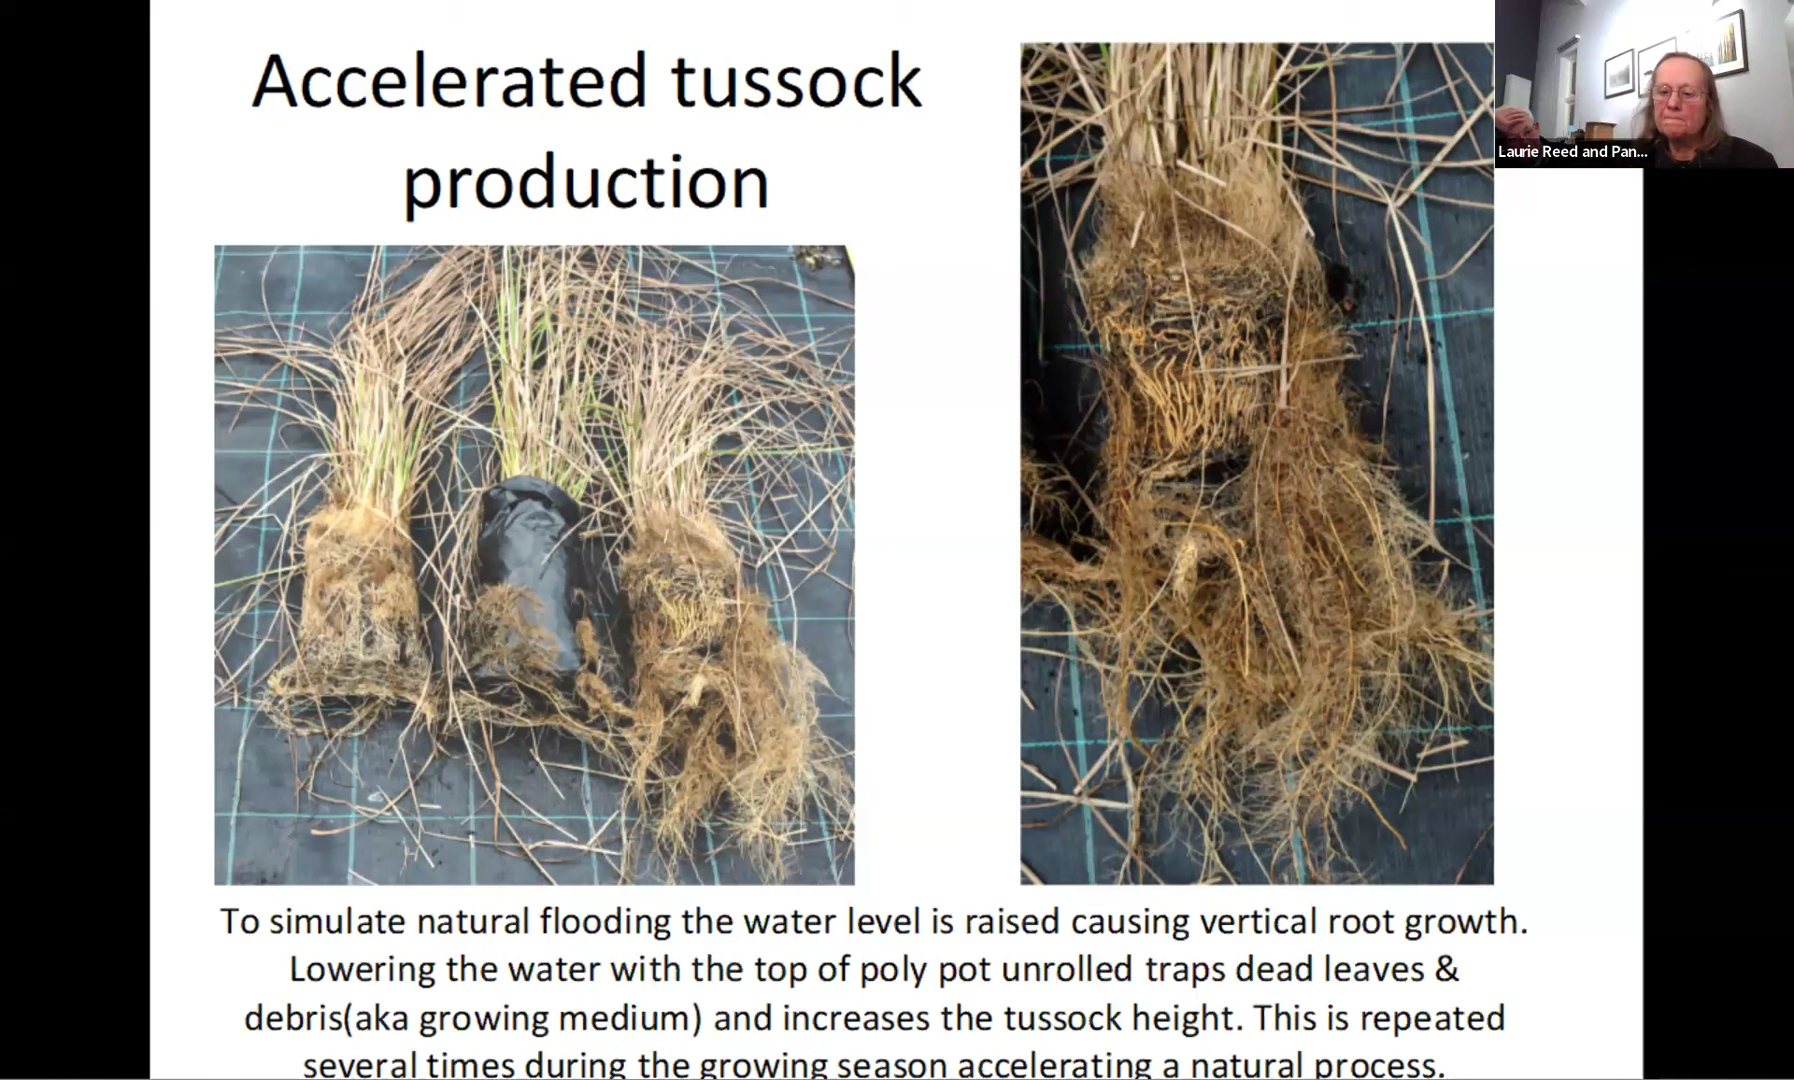 Accelerated tussock
production
Laurie Reed and Pan...
To simulate natural flooding the water level is raised causing vertical root growth.
Lowering the water with the top of poly pot unrolled traps dead leaves &
debris(aka growing medium) and increases the tussock height. This is repeated
several times during the growing season accelerating a natural process.